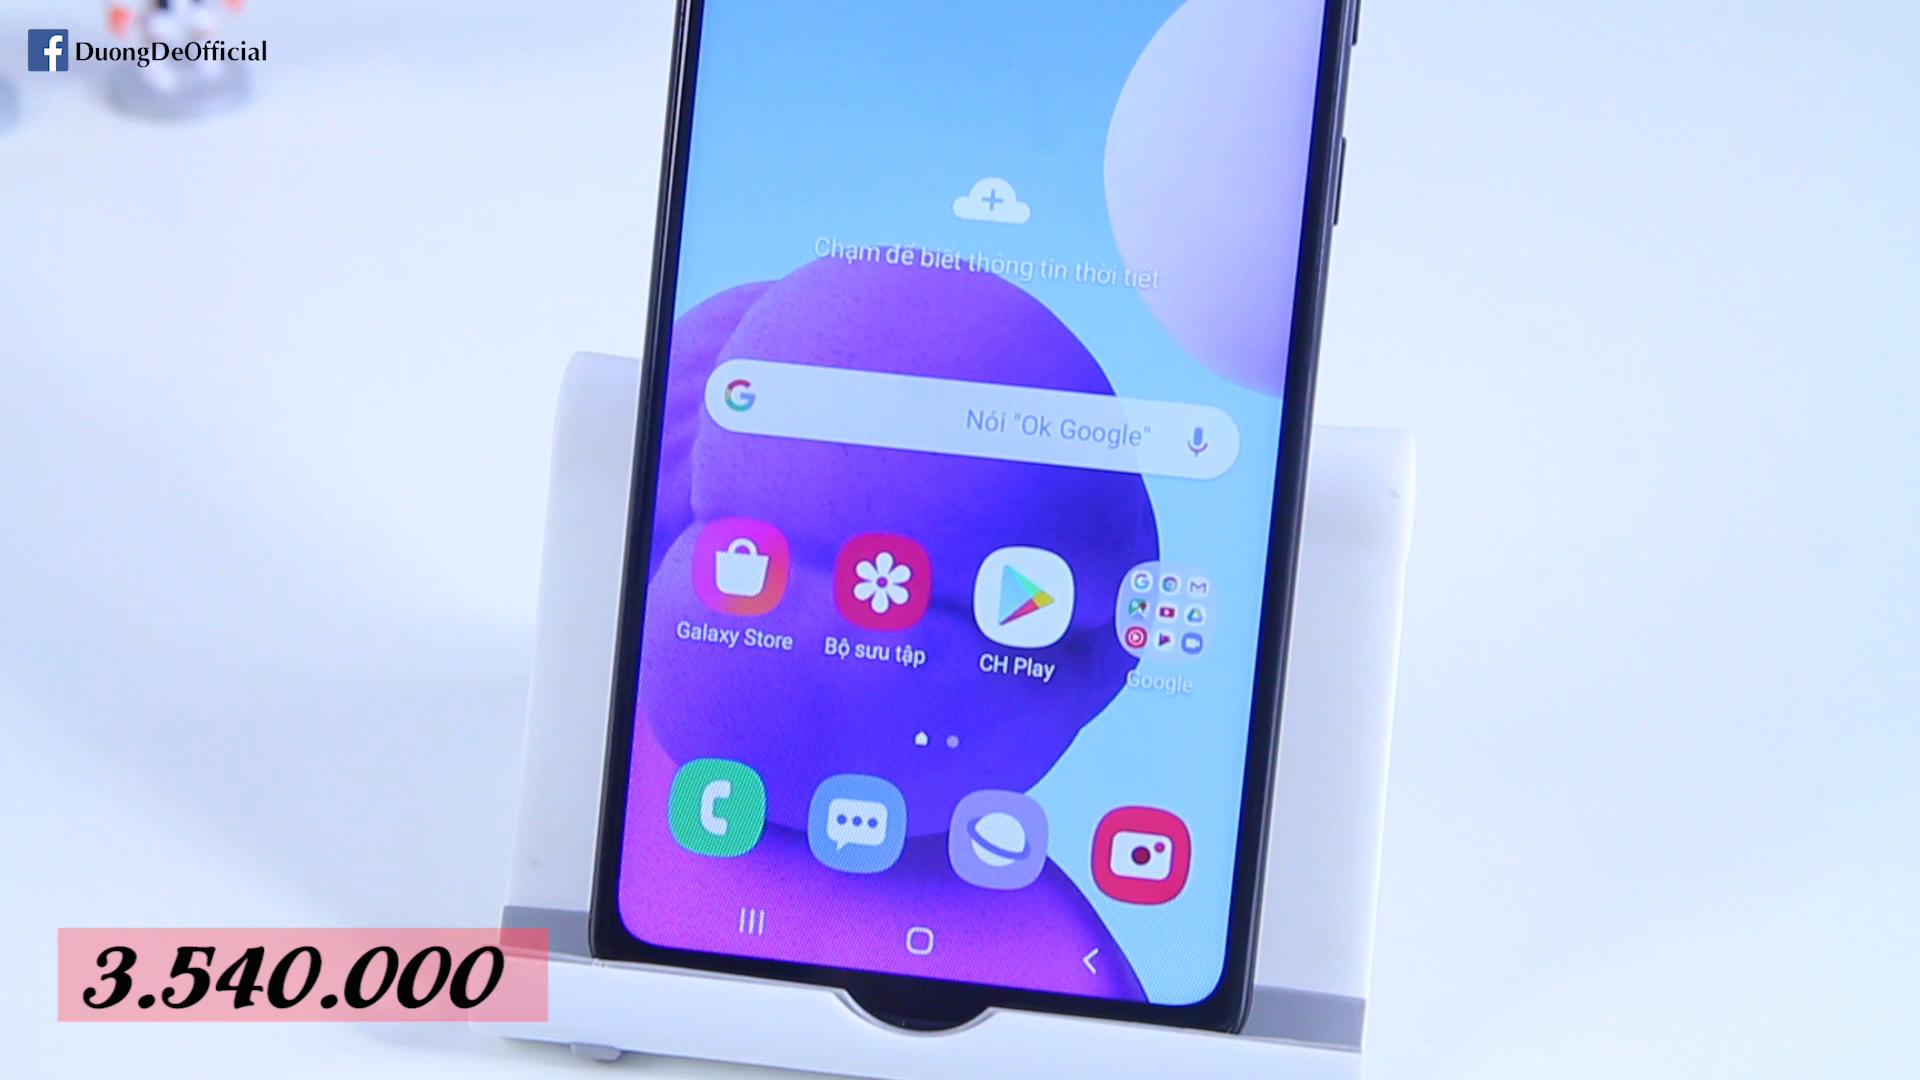 DuongDeOfficial
Chạm để biết thông tin thời tiết
Nói "Ok Google"
Galaxy Store
Bộ sưu tập
CH Play
Google
3.540.000